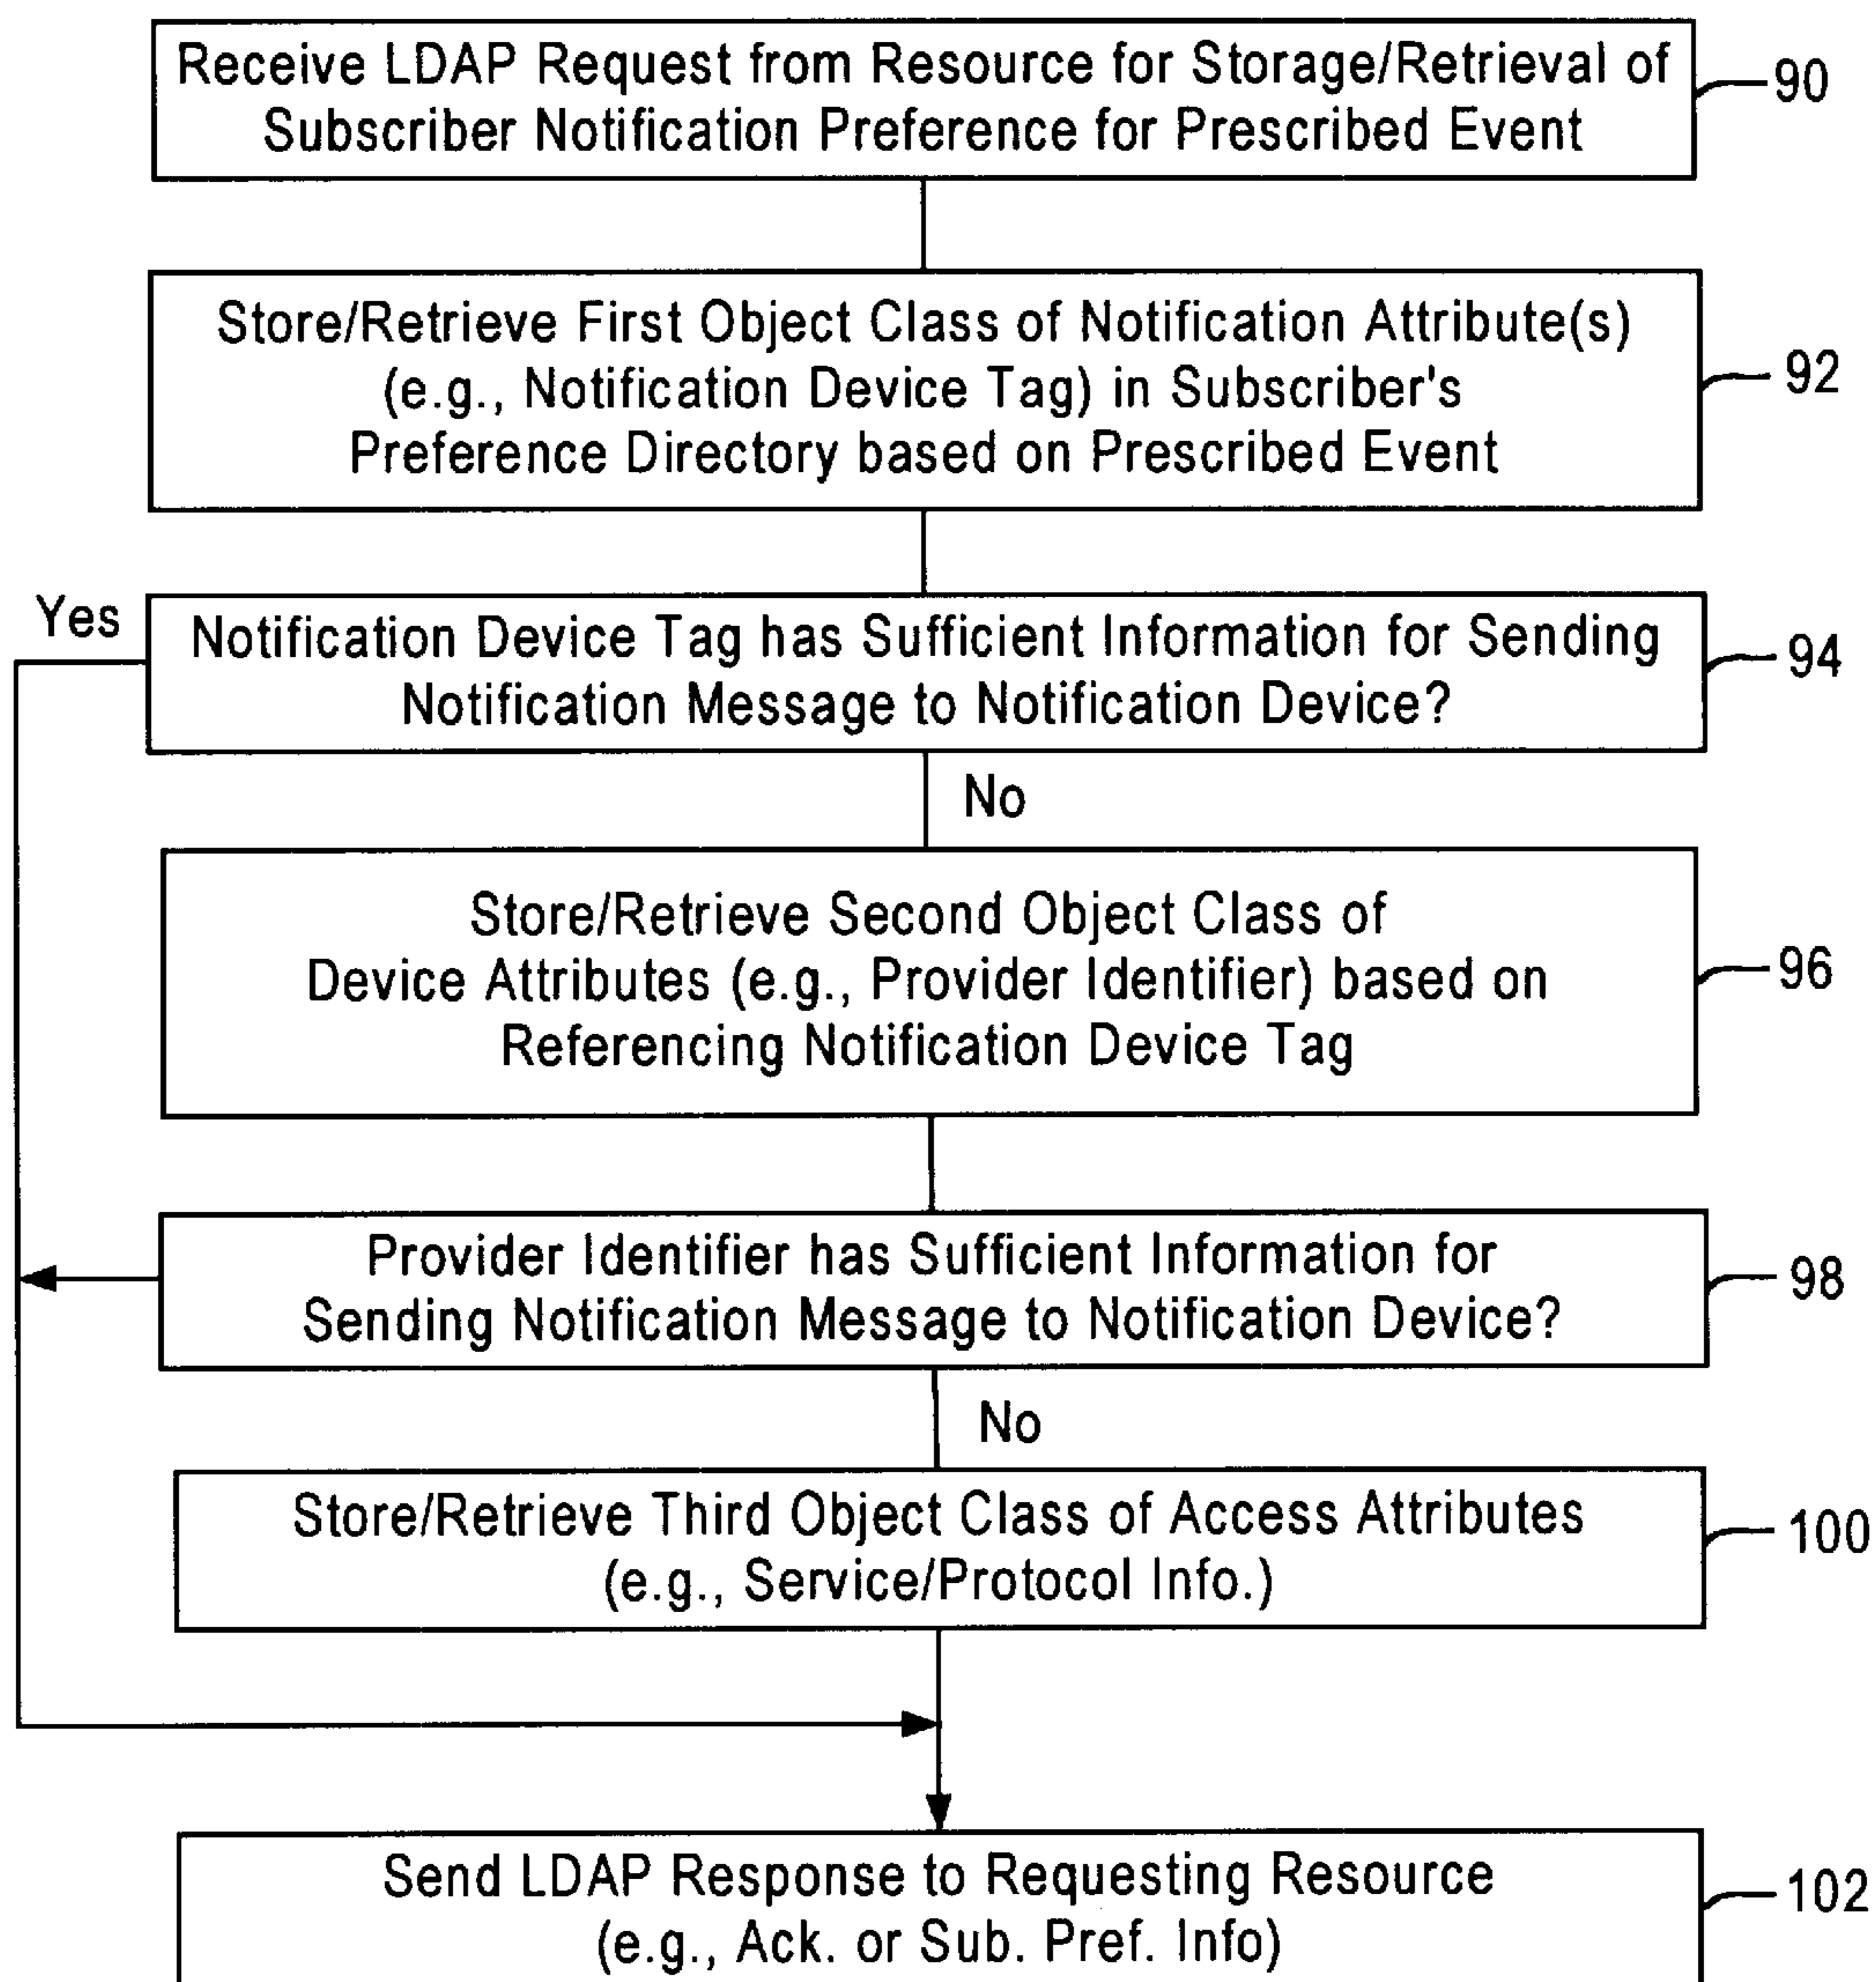 Receive LDAP Request from Resource for Storage/Retrieval of
Subscriber Notification Preference for Prescribed Event
90
Store/Retrieve First Object Class of Notification Attribute(s)
(e.g., Notification Device Tag) in Subscriber's
Preference Directory based on Prescribed Event
92
Yes
Notification Device Tag has Sufficient Information for Sending
Notification Message to Notification Device?
94
No
Store/Retrieve Second Object Class of
Device Attributes (e.g., Provider Identifier) based on
Referencing Notification Device Tag
96
Provider Identifier has Sufficient Information for
Sending Notification Message to Notification Device?
98
No
Store/Retrieve Third Object Class of Access Attributes
(e.g., Service/Protocol Info.)
100
Send LDAP Response to Requesting Resource
(e.g., Ack. or Sub. Pref. Info)
102